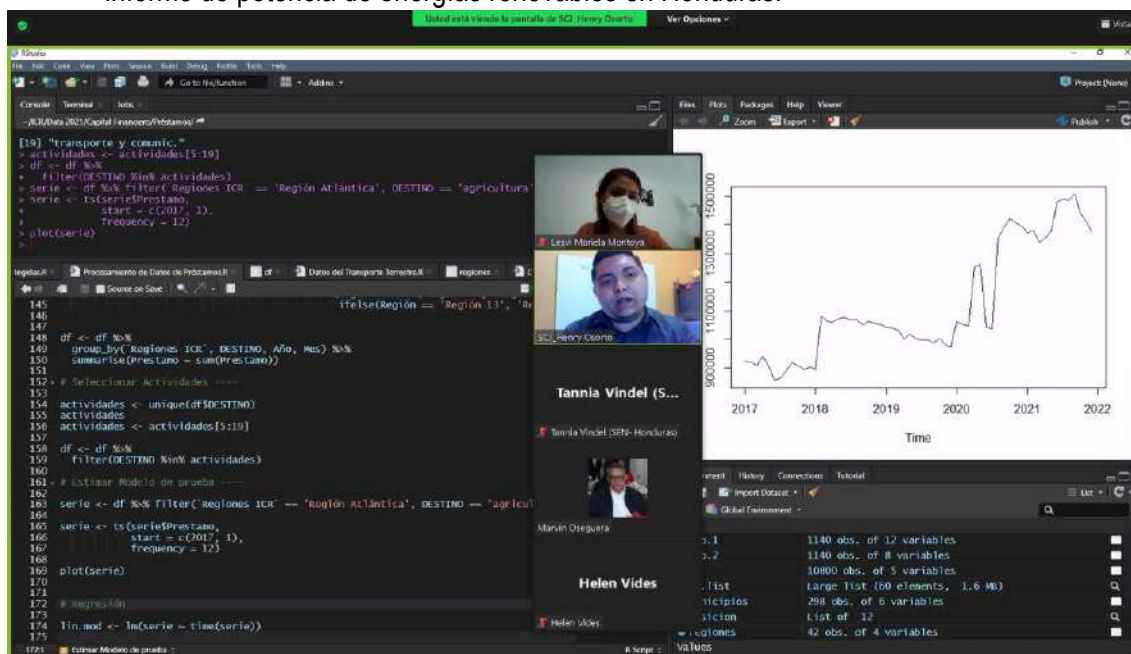 Informe de potencia de energías renovables en Honduras.
Usted está viendo la pantalla de SCJ_Henry Osorto
Ver Opciones
Vista
RStudio
File Edit Code View Plots Session Build Debug Profile Tools Help
Go to file/function
Addins
Project: (None)
Console Terminal Jobs
~/ICR/Data 2021/Capital Financiero/Préstamos/
[19] "transporte y comunic."
> actividades <- actividades[5:19]
> df <- df %>%
+ filter(DESTINO %in% actividades)
> serie <- df %>% filter(`Regiones ICR` == 'Región Atlántica', DESTINO == 'agricultura'
> serie <- ts(serie$Prestamo,
+ start = c(2017, 1),
+ frequency = 12)
> plot(serie)
>
Procesamiento de Datos de Préstamos.R
df
Datos del Transporte Terrestre.R
regiones
Source on Save
145 ifelse(Región == 'Región 13', 'Re
146
147
148 df <- df %>%
149 group_by(`Regiones ICR`, DESTINO, Año, Mes) %>%
150 summarise(Prestamo = sum(Prestamo))
151
152 # Seleccionar Actividades ----
153
154 actividades <- unique(df$DESTINO)
155 actividades
156 actividades <- actividades[5:19]
157
158 df <- df %>%
159 filter(DESTINO %in% actividades)
160
161 # Estimar Modelo de prueba ----
162
163 serie <- df %>% filter(`Regiones ICR` == 'Región Atlántica', DESTINO == 'agricul
164
165 serie <- ts(serie$Prestamo,
166 start = c(2017, 1),
167 frequency = 12)
168
169 plot(serie)
170
171
172 # Regresión
173
174 lin.mod <- lm(serie ~ time(serie))
175
172:1 Estimar Modelo de prueba
R Script
Lesvi Mariela Montoya
SCJ_Henry Osorto
Tannia Vindel (S...
Tannia Vindel (SEN- Honduras)
Marvin Oseguera
Helen Vides
Helen Vides
Files Plots Packages Help Viewer
Zoom Export
Publish
1500000
1300000
1100000
900000
2017 2018 2019 2020 2021 2022
Time
History Connections Tutorial
Import Dataset
List
Global Environment
1140 obs. of 12 variables
1140 obs. of 8 variables
10800 obs. of 5 variables
Large list (60 elements, 1.6 MB)
298 obs. of 6 variables
List of 12
regiones 42 obs. of 4 variables
Values